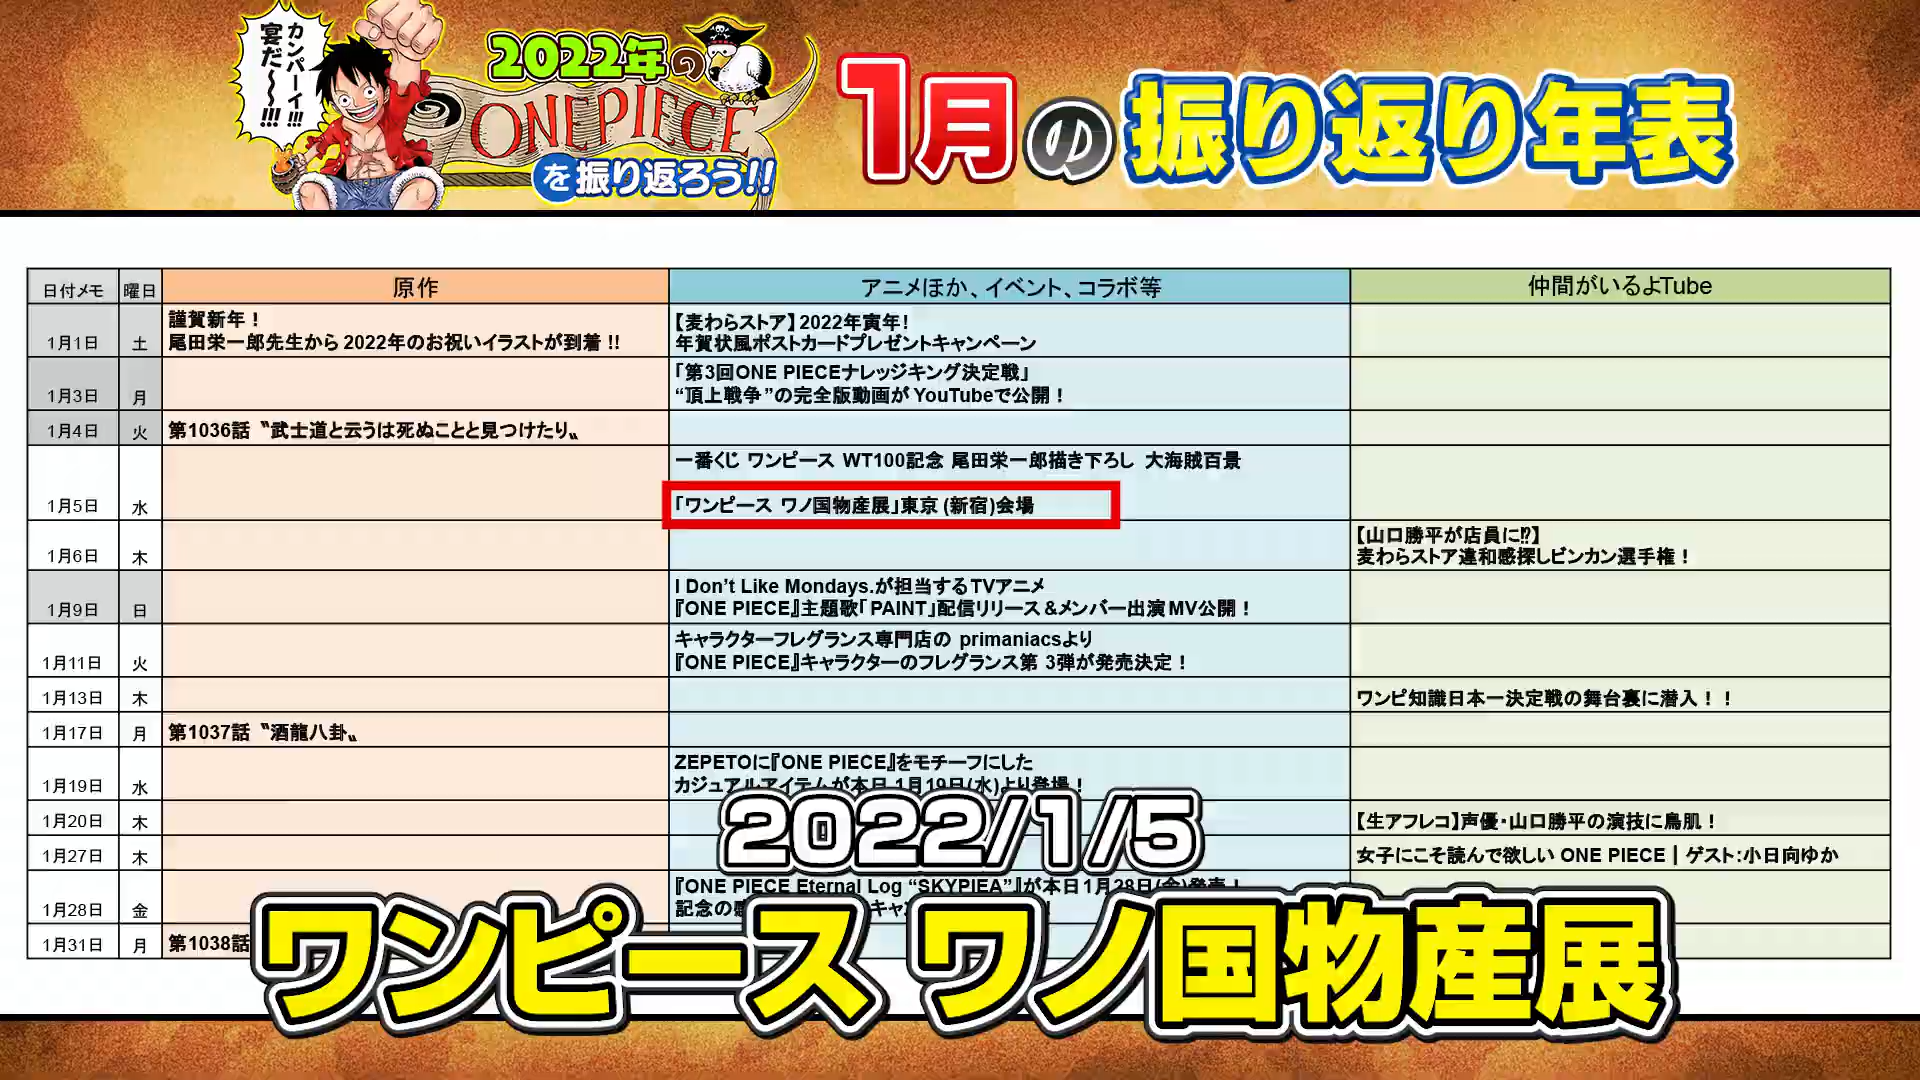 カンパーイ!!!
宴だ〜!!!
2022年の
ONE PIECE
を振り返ろう!!
1月の振り返り年表
日付メモ 曜日 原作 アニメほか、イベント、コラボ等 仲間がいるよTube
1月1日 土 謹賀新年！
尾田栄一郎先生から2022年のお祝いイラストが到着!!
【麦わらストア】2022年寅年!
年賀状風ポストカードプレゼントキャンペーン
1月3日 月 「第3回ONE PIECEナレッジキング決定戦」
“頂上戦争”の完全版動画がYouTubeで公開！
1月4日 火 第1036話〝武士道と云うは死ぬことと見つけたり〟
1月5日 水 一番くじ ワンピース WT100記念 尾田栄一郎描き下ろし 大海賊百景
「ワンピース ワノ国物産展」東京(新宿)会場
1月6日 木 【山口勝平が店員に⁉】
麦わらストア違和感探しビンカン選手権！
1月9日 日 I Don’t Like Mondays.が担当するTVアニメ
『ONE PIECE』主題歌「PAINT」配信リリース&メンバー出演MV公開！
1月11日 火 キャラクターフレグランス専門店の primaniacsより
『ONE PIECE』キャラクターのフレグランス第3弾が発売決定！
1月13日 木 ワンピ知識日本一決定戦の舞台裏に潜入！！
1月17日 月 第1037話〝酒龍八卦〟
1月19日 水 ZEPETOに『ONE PIECE』をモチーフにした
カジュアルアイテムが本日1月19日(水)より登場！
1月20日 木 【生アフレコ】声優・山口勝平の演技に鳥肌！
1月27日 木 女子にこそ読んで欲しい ONE PIECE｜ゲスト:小日向ゆか
1月28日 金 『ONE PIECE Eternal Log “SKYPIEA”』が本日1月28日(金)発売！
記念の
1月31日 月 第1038話
2022/1/5
ワンピース ワノ国物産展